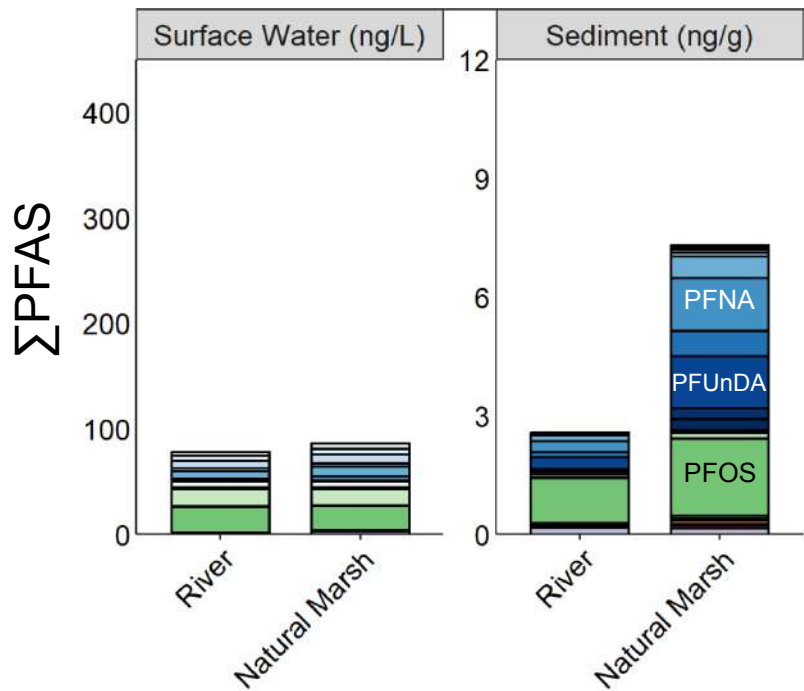 Surface Water (ng/L)
Sediment (ng/g)
ΣPFAS
400
300
200
100
0
12
9
6
3
0
PFNA
PFUnDA
PFOS
River
Natural Marsh
River
Natural Marsh